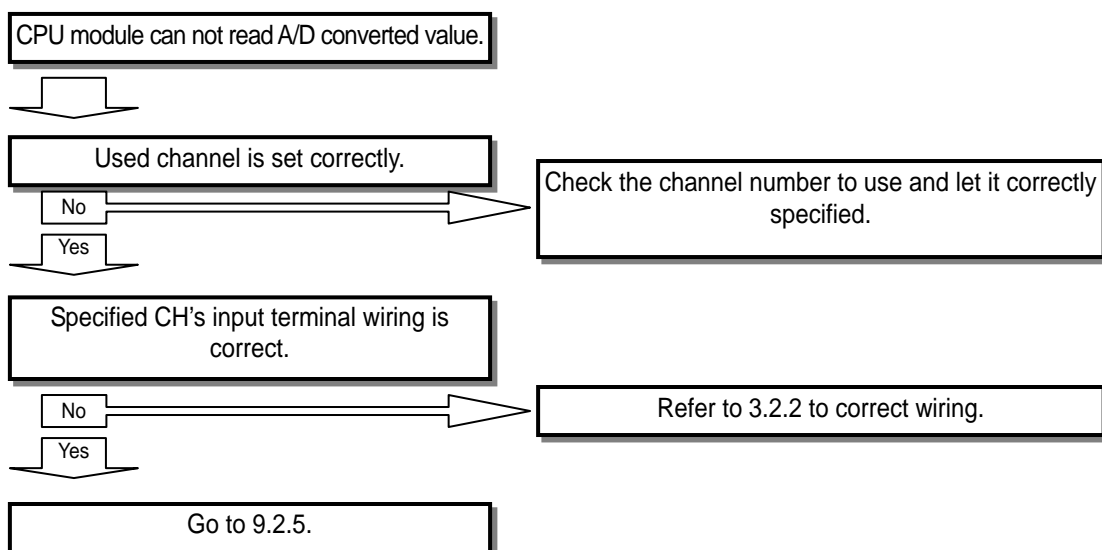 CPU module can not read A/D converted value.
Used channel is set correctly.
No
Check the channel number to use and let it correctly
specified.
Yes
Specified CH's input terminal wiring is
correct.
No
Refer to 3.2.2 to correct wiring.
Yes
Go to 9.2.5.